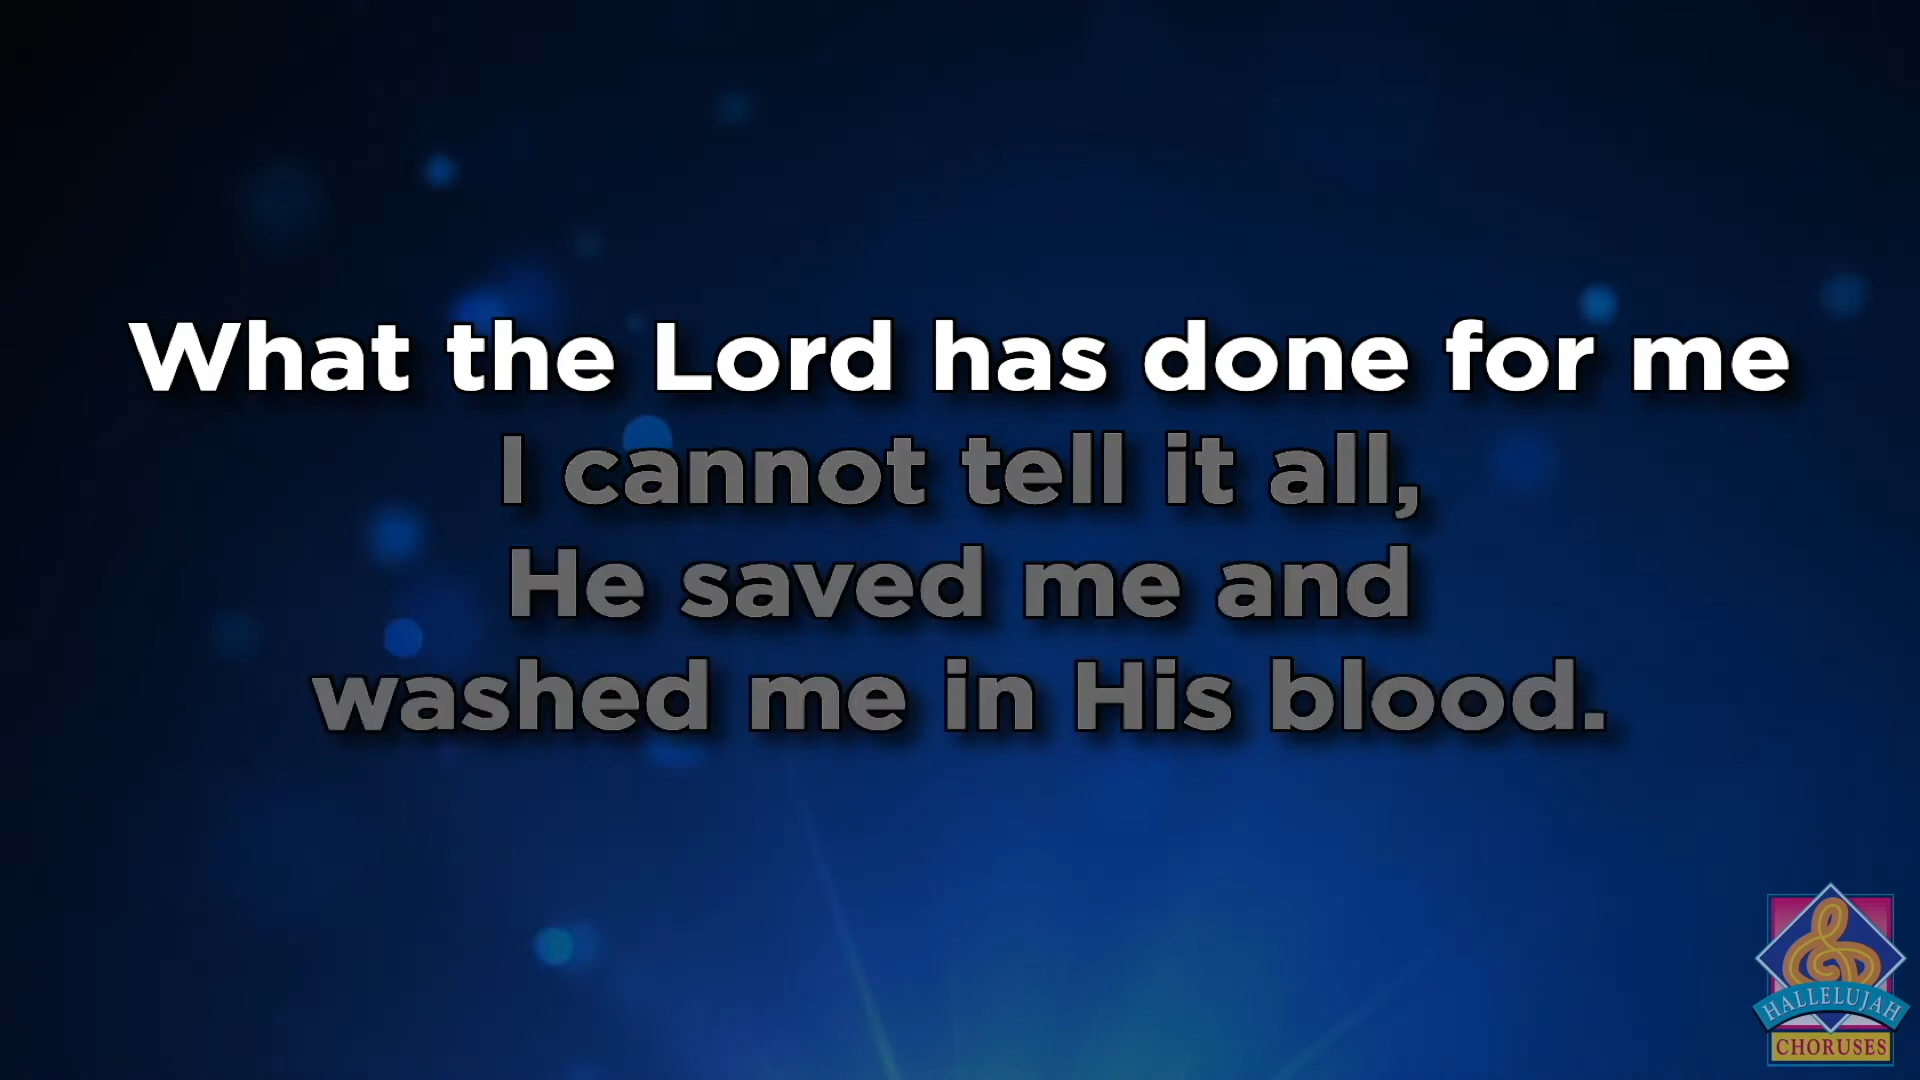 What the Lord has done for me
I cannot tell it all,
He saved me and
washed me in His blood.
HALLELUJAH
CHORUSES